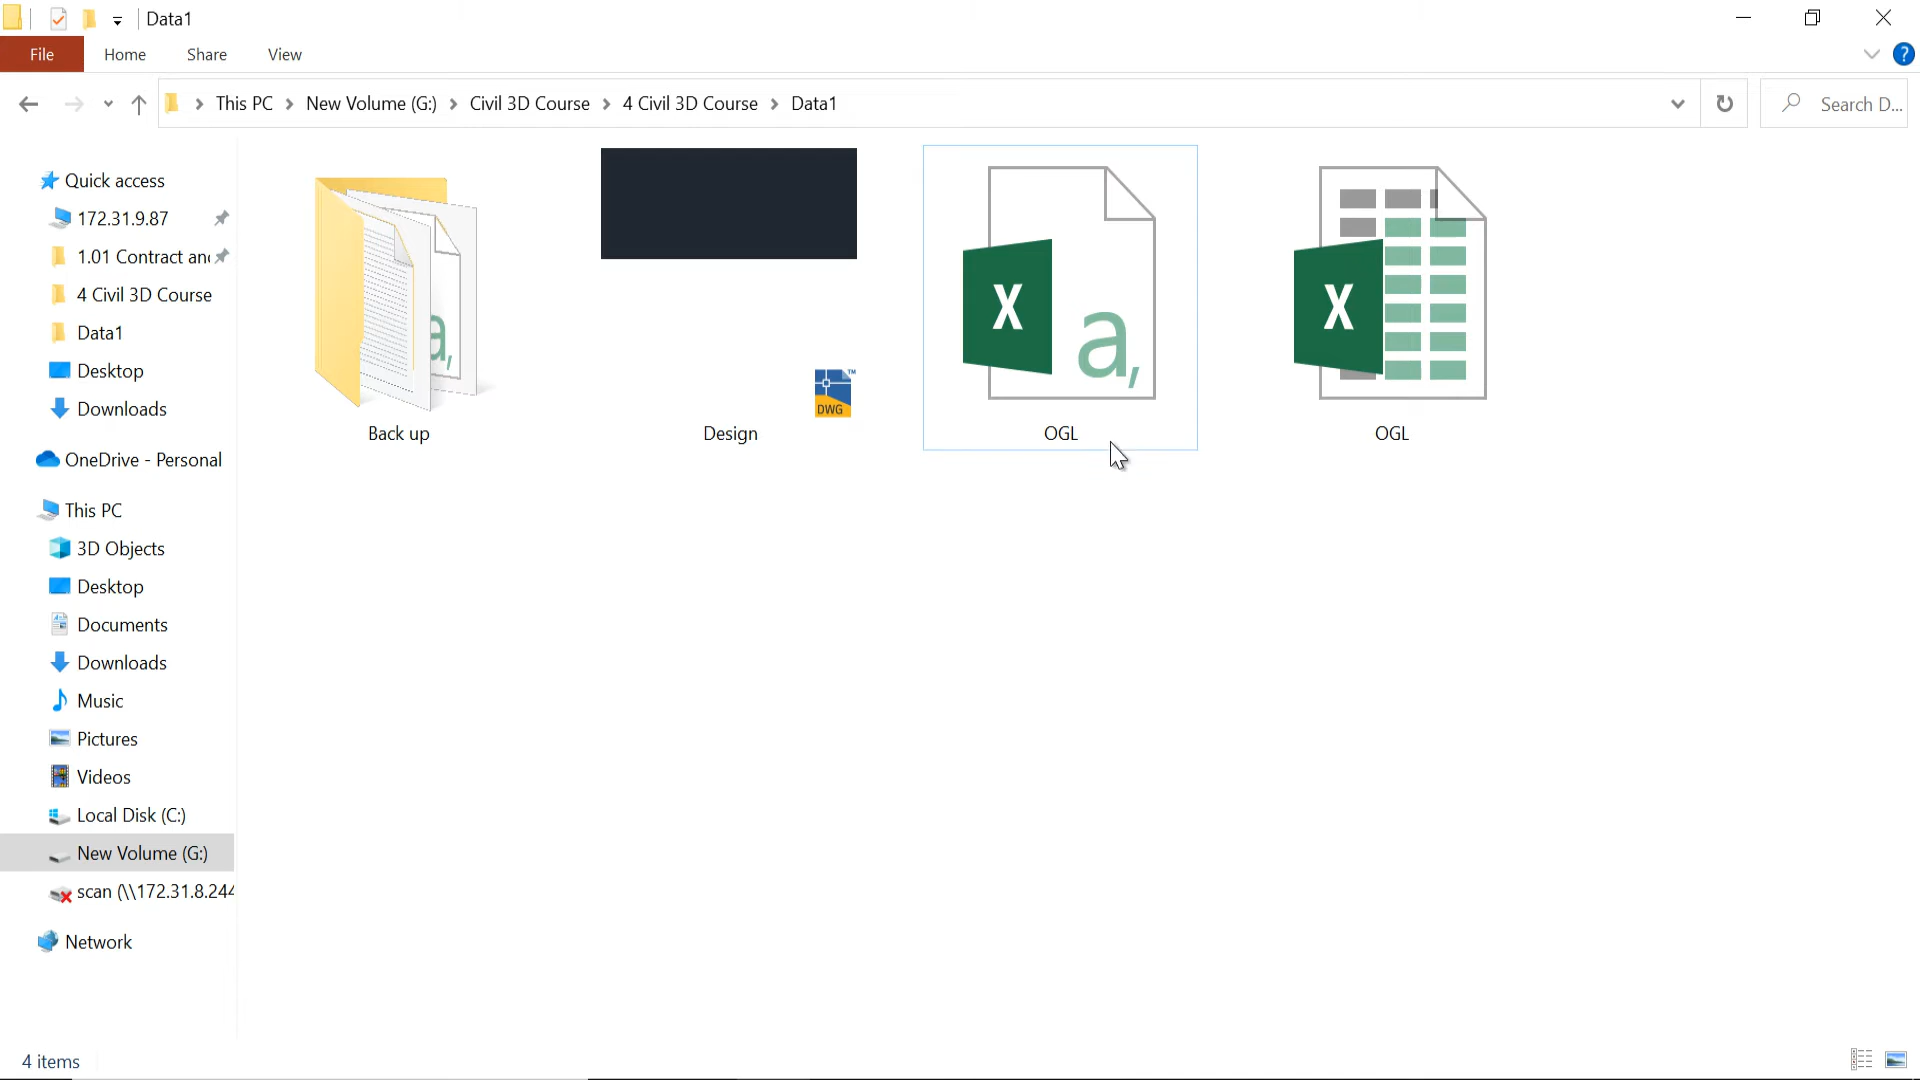 Data1
File Home Share View
This PC New Volume (G:) Civil 3D Course 4 Civil 3D Course Data1
Search D...
Quick access
172.31.9.87
1.01 Contract an
4 Civil 3D Course
Data1
Desktop
Downloads
OneDrive - Personal
This PC
3D Objects
Desktop
Documents
Downloads
Music
Pictures
Videos
Local Disk (C:)
New Volume (G:)
scan (\\172.31.8.244
Network
DWG
X a,
X
Back up Design OGL OGL
4 items